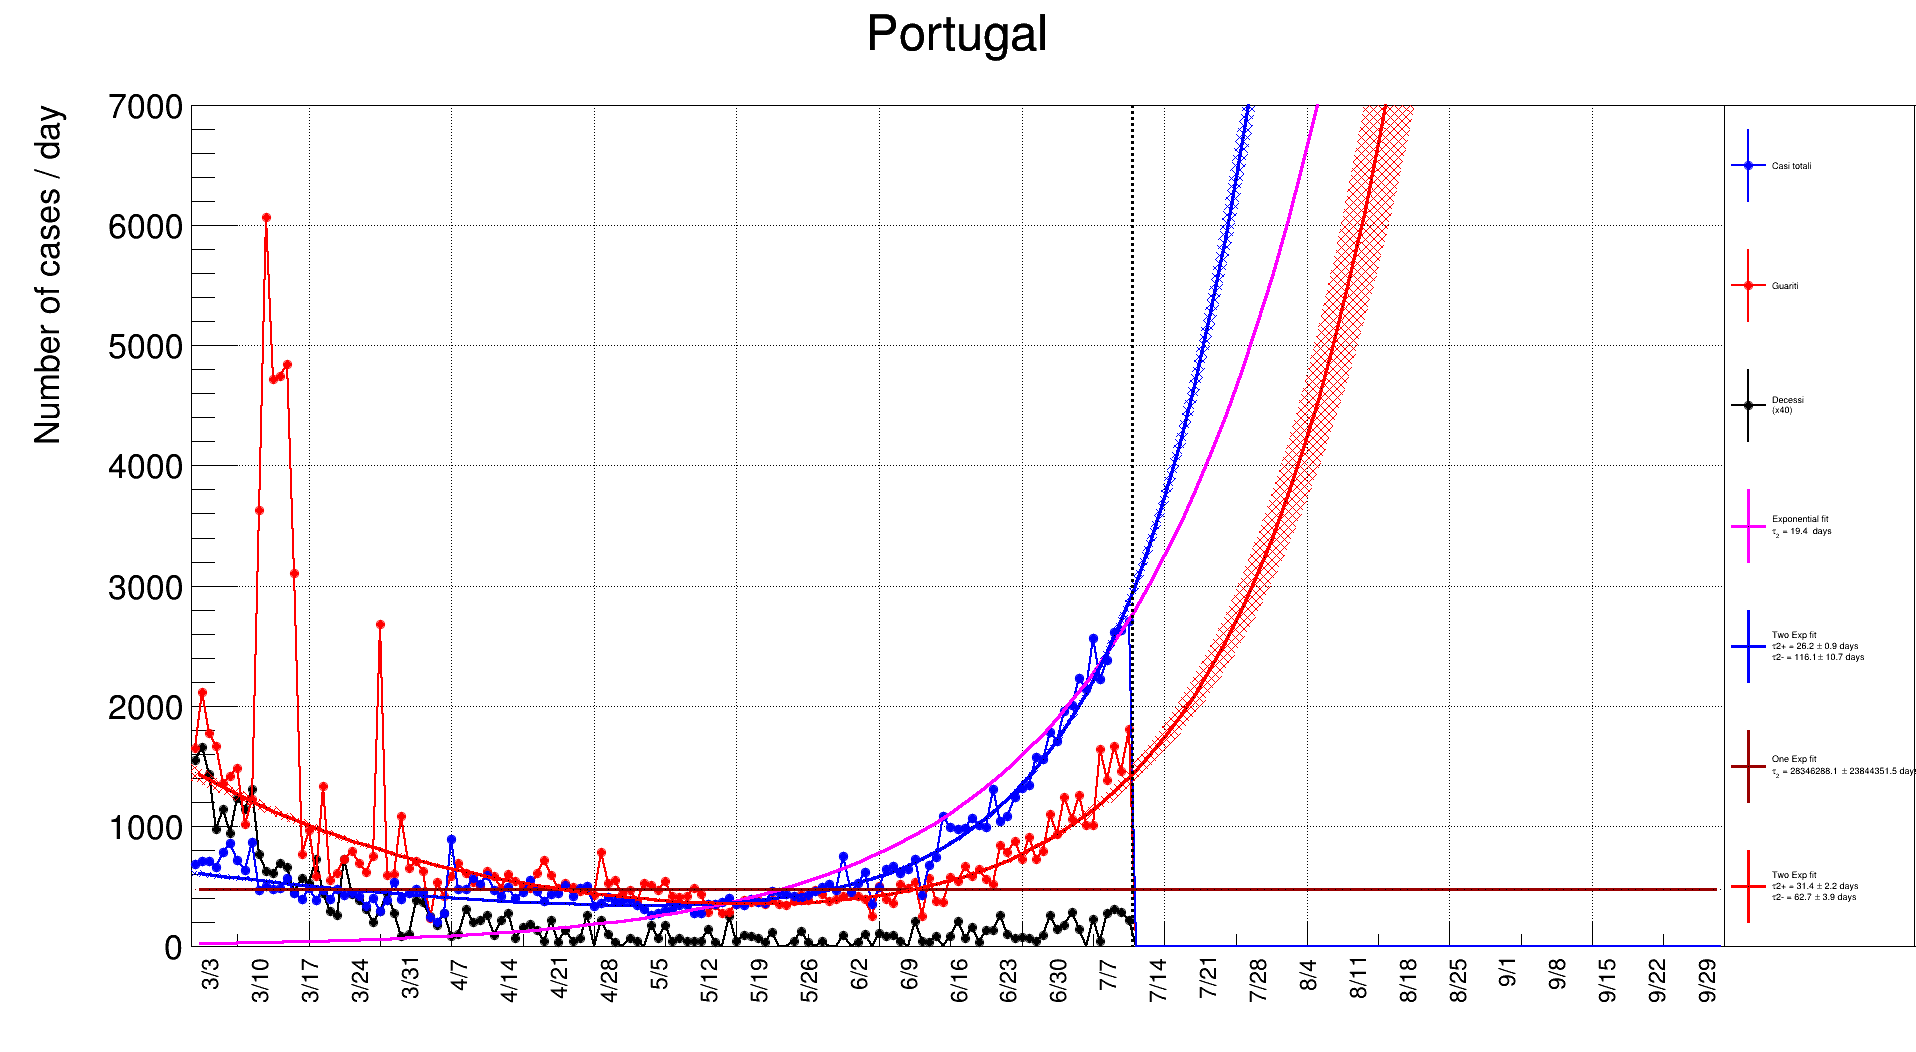 Portugal
Number of cases / day
7000
6000
5000
4000
3000
2000
1000
0
3/3
3/10
3/17
3/24
3/31
4/7
4/14
4/21
4/28
5/5
5/12
5/19
5/26
6/2
6/9
6/16
6/23
6/30
7/7
7/14
7/21
7/28
8/4
8/11
8/18
8/25
9/1
9/8
9/15
9/22
9/29
Casi totali
Guariti
Decessi
(x40)
Exponential fit
τ2 = 19.4 days
Two Exp fit
τ2+ = 26.2 ± 0.9 days
τ2- = 116.1 ± 10.7 days
One Exp fit
τ2 = 28346288.1 ± 23844351.5 days
Two Exp fit
τ2+ = 31.4 ± 2.2 days
τ2- = 62.7 ± 3.9 days